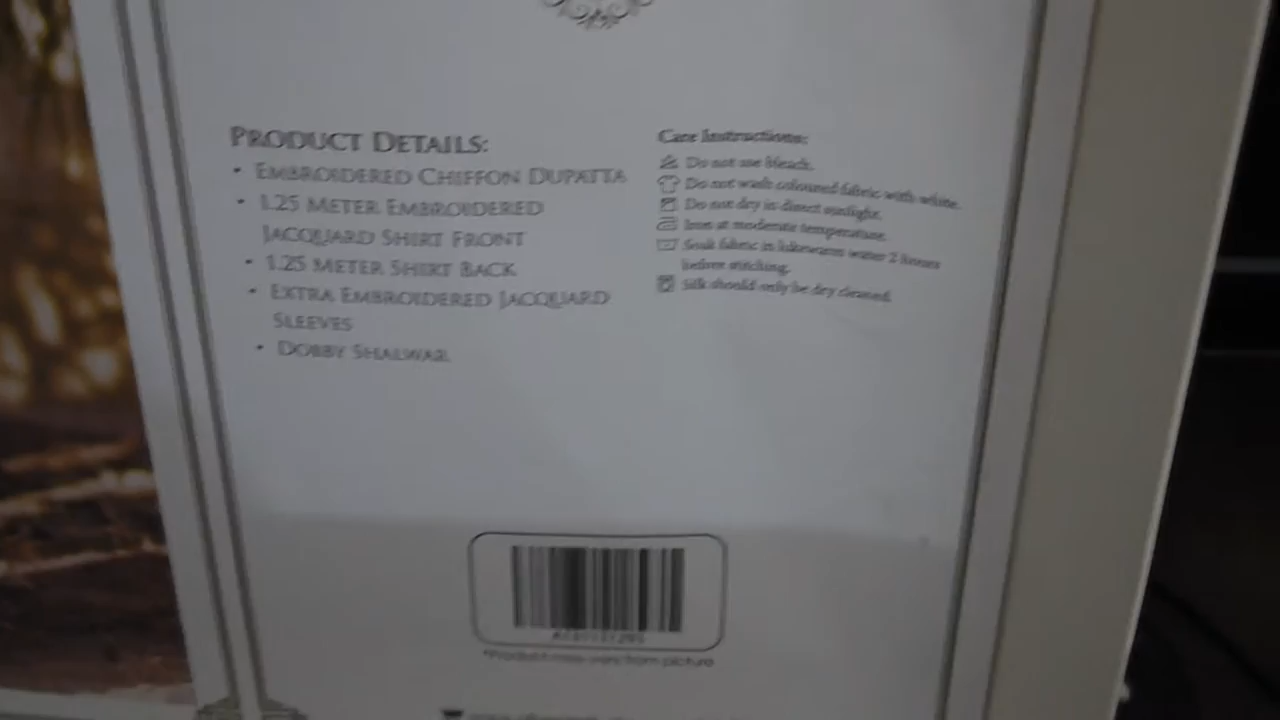 PRODUCT DETAILS:
• EMBROIDERED CHIFFON DUPATTA
• 1.25 METER EMBROIDERED
JACQUARD SHIRT FRONT
• 1.25 METER SHIRT BACK
• EXTRA EMBROIDERED JACQUARD
SLEEVES
• DOBBY SHALWAR
Care Instructions:
Do not use bleach.
Do not wash coloured fabric with white.
Do not dry in direct sunlight.
Iron at moderate temperature.
Soak fabric in lukewarm water 2-hours
before stitching.
Silk should only be dry cleaned.
*Product may vary from picture